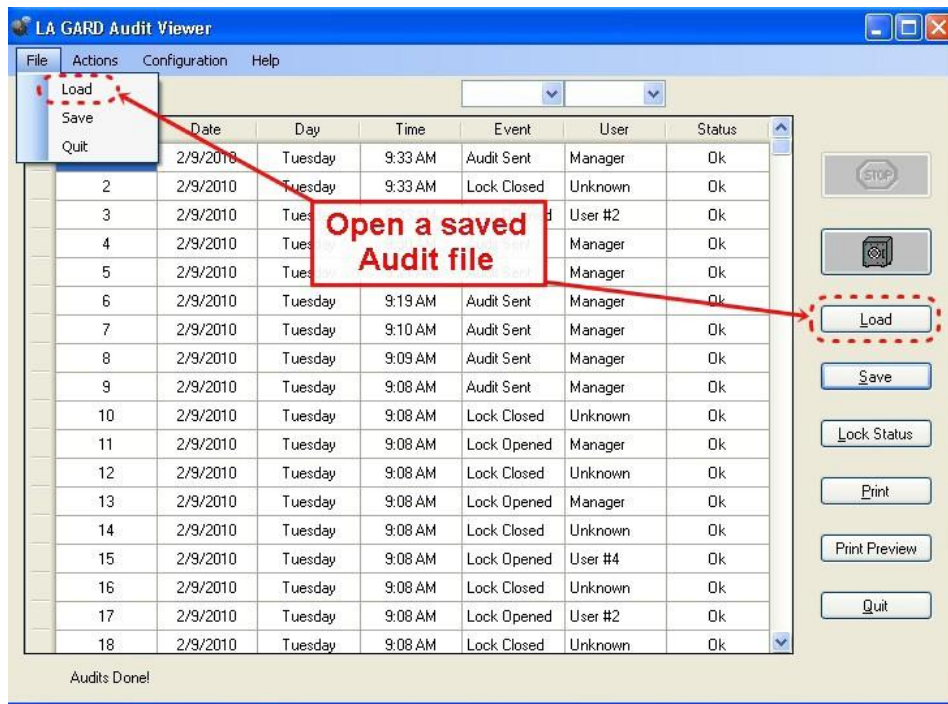 LA GARD Audit Viewer
File Actions Configuration Help
Load
Save
Quit
Date Day Time Event User Status
2/9/2010 Tuesday 9:33 AM Audit Sent Manager Ok
2 2/9/2010 Tuesday 9:33 AM Lock Closed Unknown Ok
3 2/9/2010 User #2 Ok
4 2/9/2010 Manager Ok
5 2/9/2010 Manager Ok
Open a saved
Audit file
6 2/9/2010 Tuesday 9:19 AM Audit Sent Manager Ok
7 2/9/2010 Tuesday 9:10 AM Audit Sent Manager Ok
8 2/9/2010 Tuesday 9:09 AM Audit Sent Manager Ok
9 2/9/2010 Tuesday 9:08 AM Audit Sent Manager Ok
10 2/9/2010 Tuesday 9:08 AM Lock Closed Unknown Ok
11 2/9/2010 Tuesday 9:08 AM Lock Opened Manager Ok
12 2/9/2010 Tuesday 9:08 AM Lock Closed Unknown Ok
13 2/9/2010 Tuesday 9:08 AM Lock Opened Manager Ok
14 2/9/2010 Tuesday 9:08 AM Lock Closed Unknown Ok
15 2/9/2010 Tuesday 9:08 AM Lock Opened User #4 Ok
16 2/9/2010 Tuesday 9:08 AM Lock Closed Unknown Ok
17 2/9/2010 Tuesday 9:08 AM Lock Opened User #2 Ok
18 2/9/2010 Tuesday 9:08 AM Lock Closed Unknown Ok
STOP
Load
Save
Lock Status
Print
Print Preview
Quit
Audits Done!